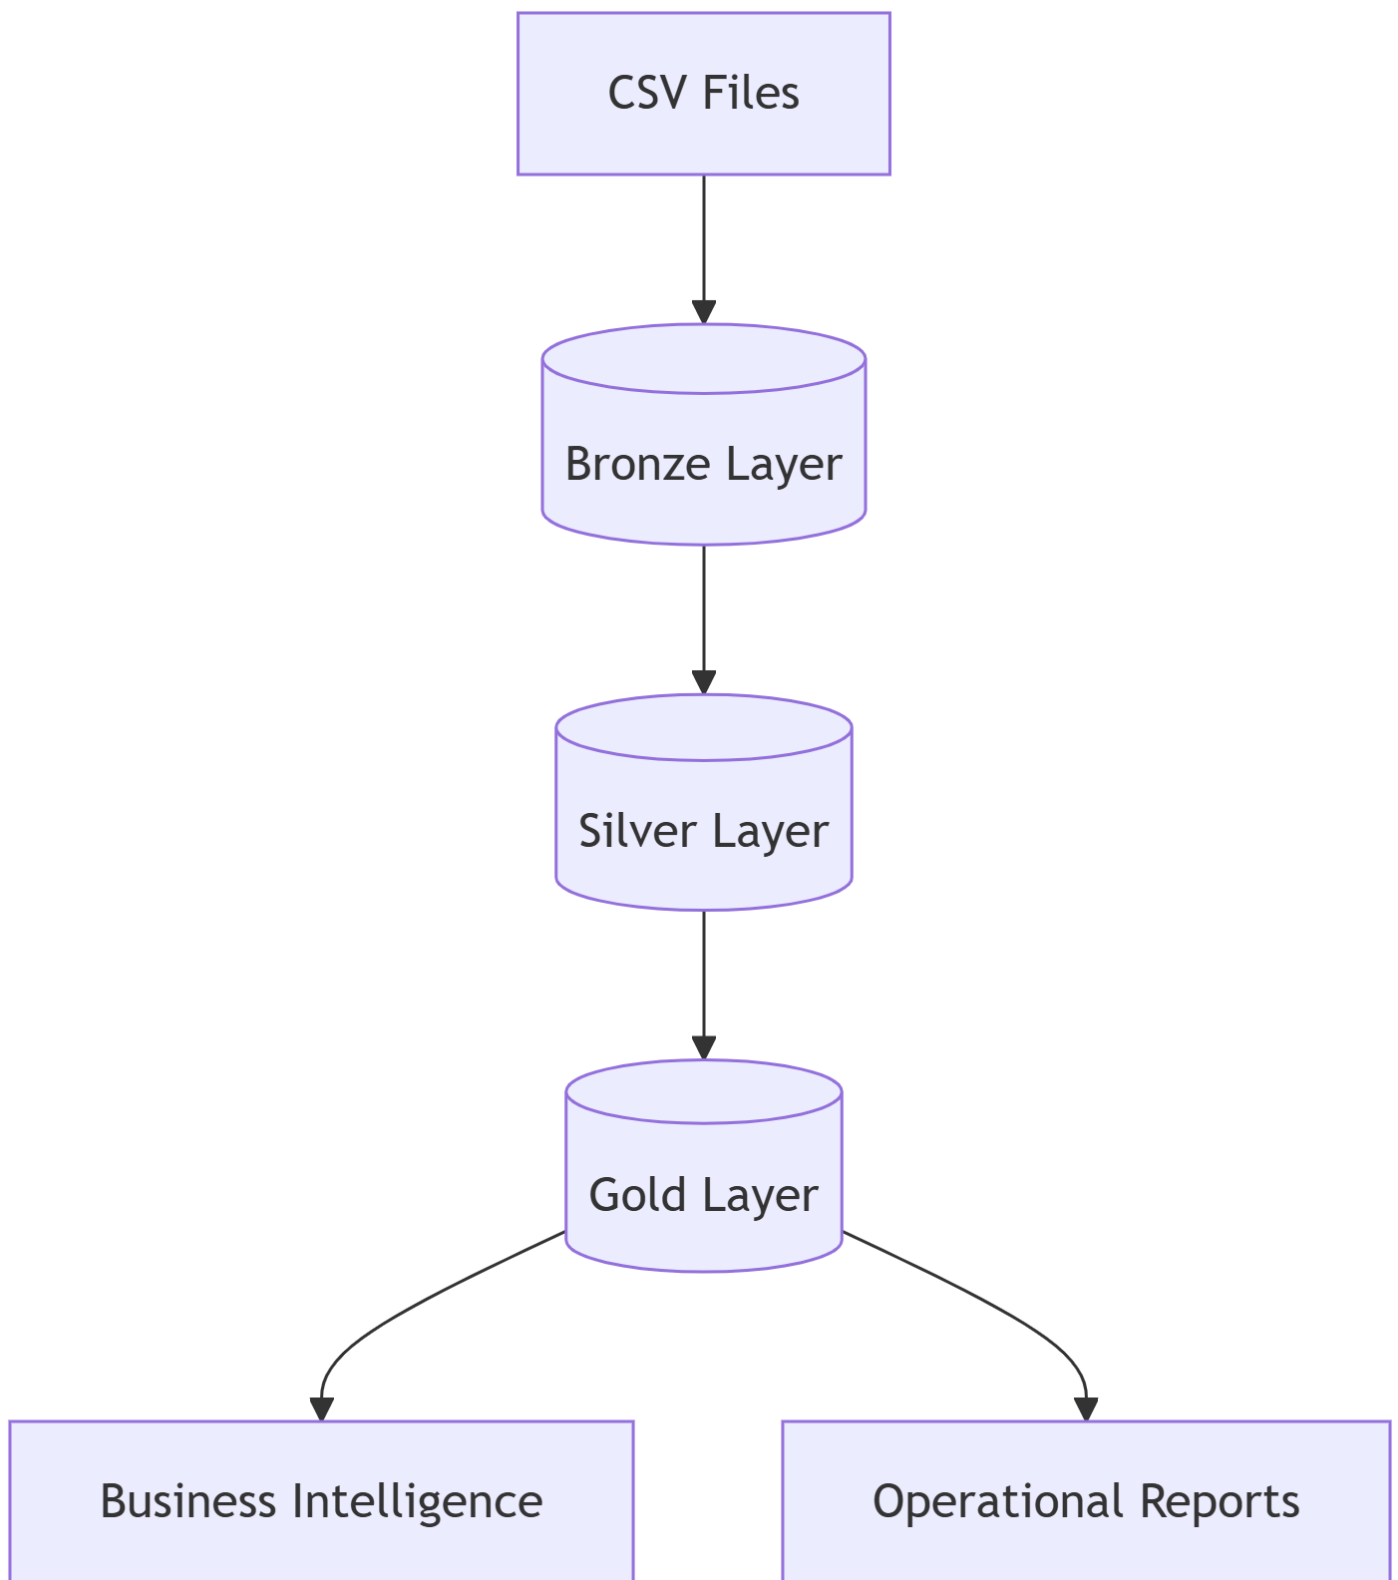 CSV Files
Bronze Layer
Silver Layer
Gold Layer
Business Intelligence
Operational Reports